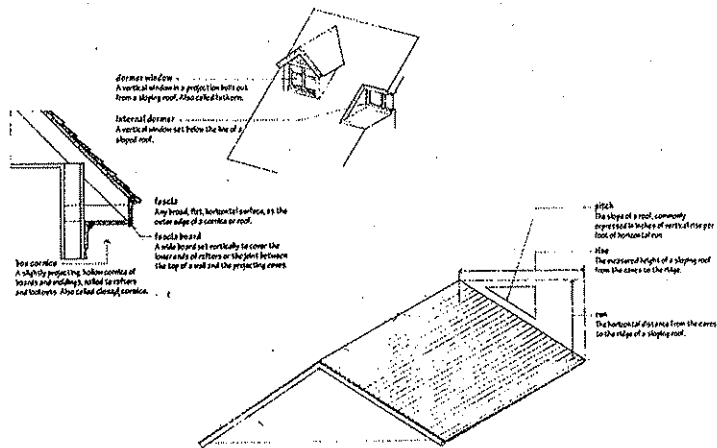 dormer window
A vertical window in a projection built out
from a sloping roof. Also called
internal dormer
A vertical window set below the line of a
sloped roof.
fascia
Any broad, flat, horizontal surface, as the
outer edge of a cornice or roof.
fascia board
A wide board set vertically to cover the
lower ends of rafters or the joint between
the top of a wall and the projecting eaves.
box cornice
A slightly projecting, hollow cornice of
boards and moldings, nailed to rafters
and lookouts. Also called closed cornice.
pitch
The slope of a roof, commonly
expressed in inches of vertical rise per
foot of horizontal run
rise
The measured height of a sloping roof
from the eaves to the ridge.
run
The horizontal distance from the eaves
to the ridge of a sloping roof.